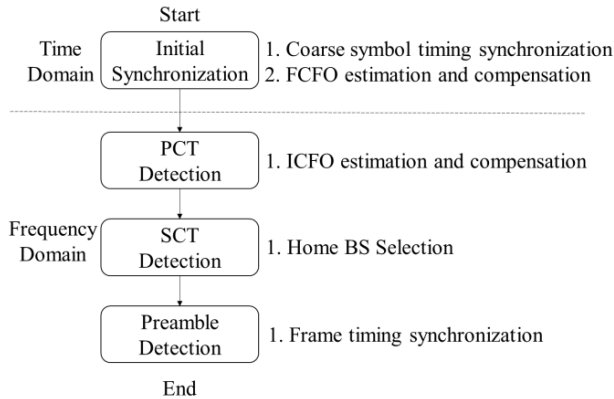 Start
Time
Domain
Initial
Synchronization
1. Coarse symbol timing synchronization
2. FCFO estimation and compensation
PCT
Detection
1. ICFO estimation and compensation
Frequency
Domain
SCT
Detection
1. Home BS Selection
Preamble
Detection
1. Frame timing synchronization
End